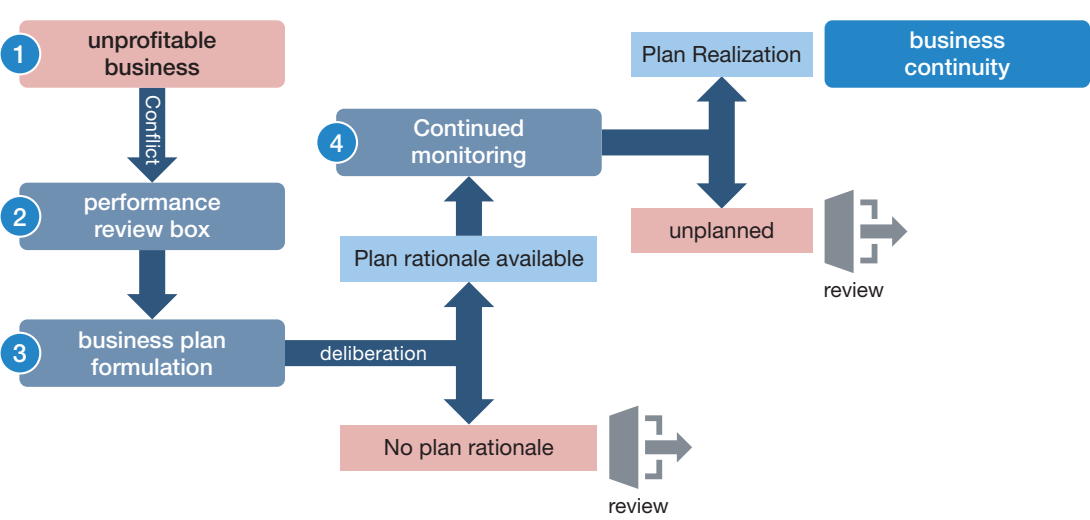 1
unprofitable
business
Conflict
2
performance
review box
3
business plan
formulation
deliberation
Plan rationale available
No plan rationale
review
4
Continued
monitoring
Plan Realization
business
continuity
unplanned
review